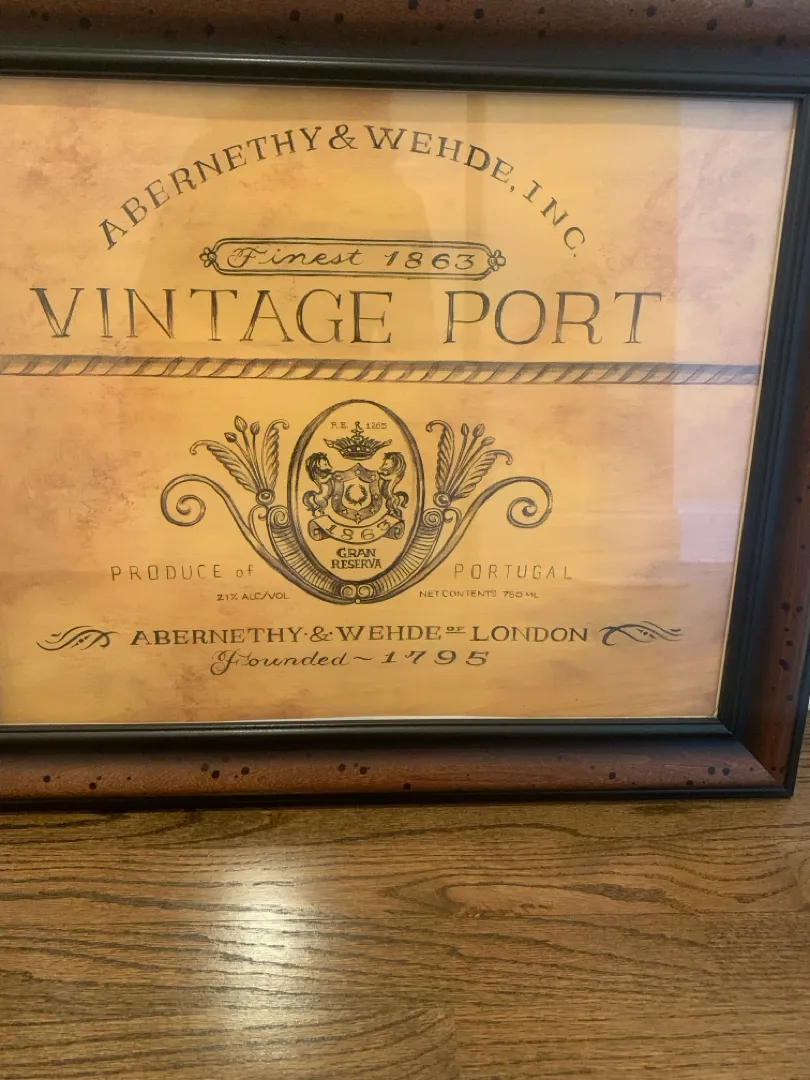 ABERNETHY & WEHDE, INC.
Finest 1863
VINTAGE PORT
R.E. 1265
1863
GRAN
RESERVA
PRODUCE of PORTUGAL
21% ALC/VOL NET CONTENTS 750 ML
ABERNETHY & WEHDE OF LONDON
Founded ~ 1795